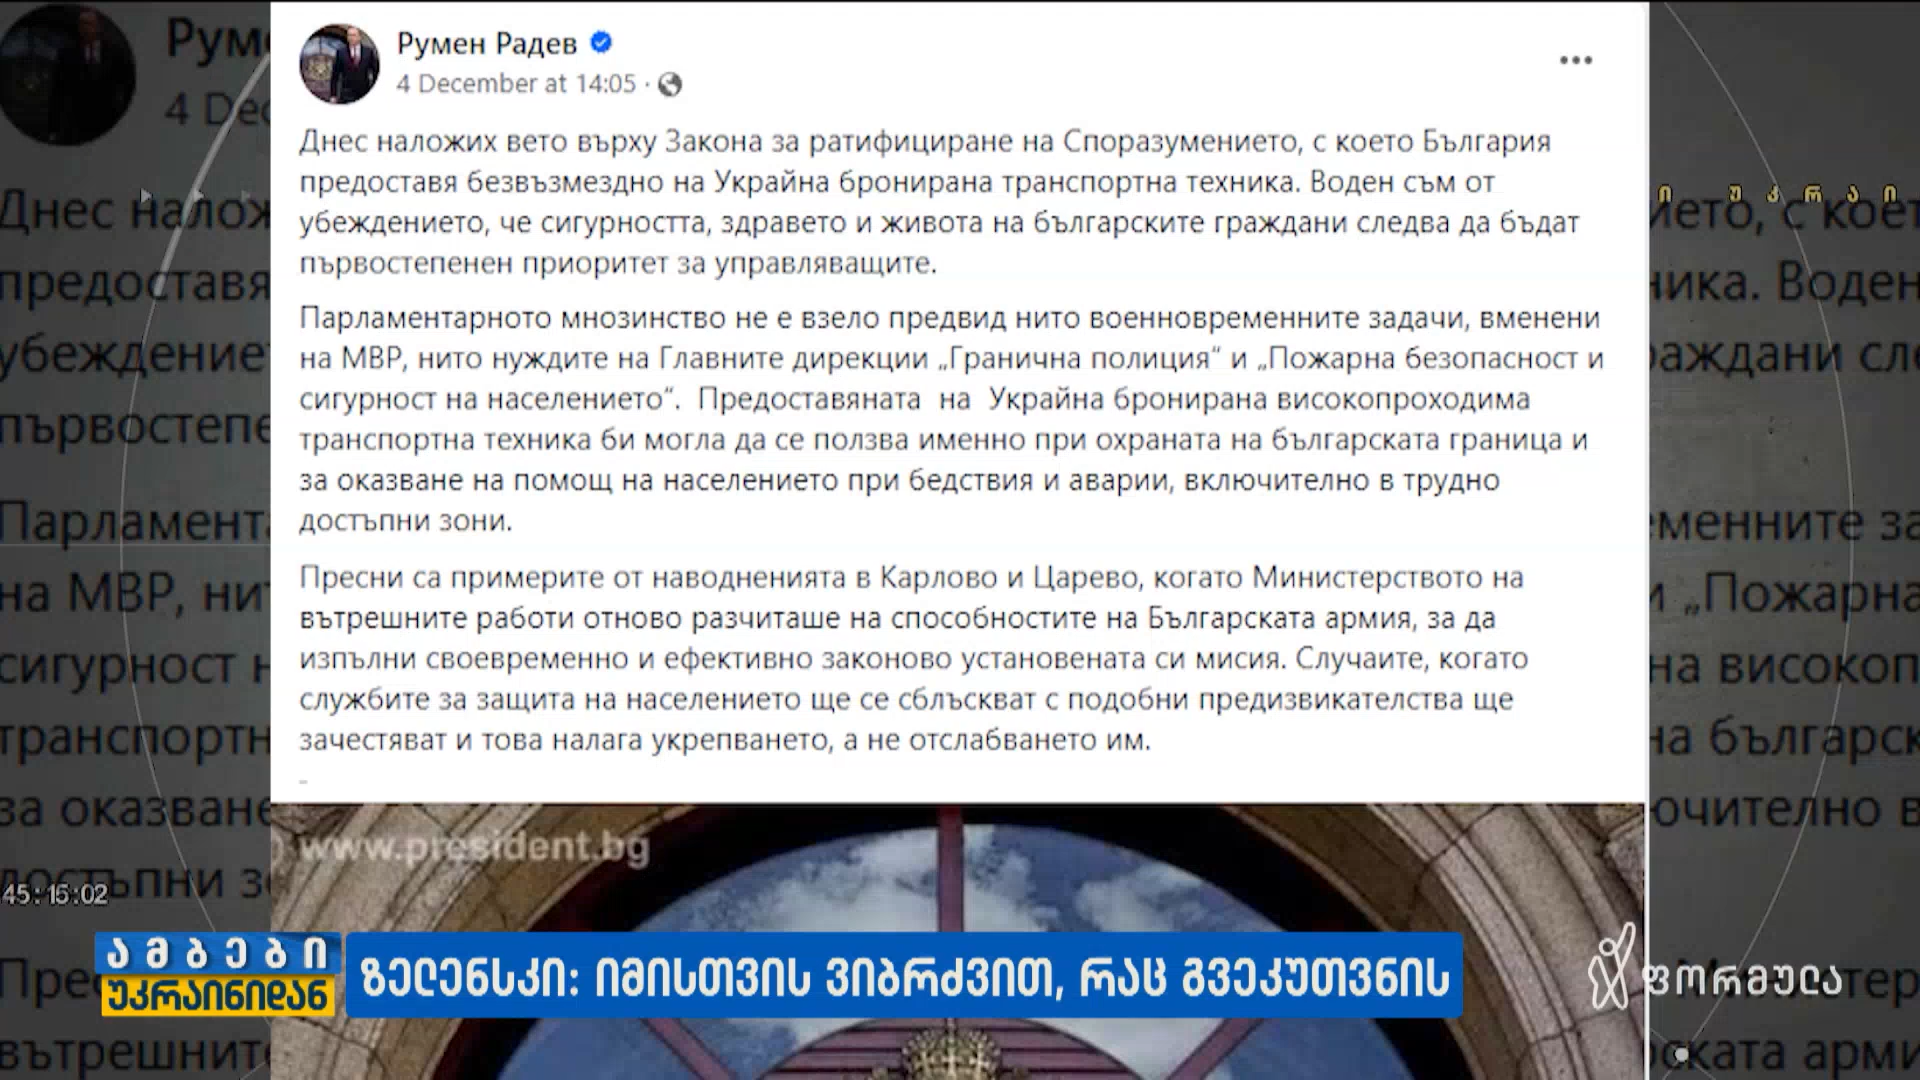 Румен Радев
4 December at 14:05 ·
Днес наложих вето върху Закона за ратифициране на Споразумението, с което България
предоставя безвъзмездно на Украйна бронирана транспортна техника. Воден съм от
убеждението, че сигурността, здравето и живота на българските граждани следва да бъдат
първостепенен приоритет за управляващите.
Парламентарното мнозинство не е взело предвид нито военновременните задачи, вменени
на МВР, нито нуждите на Главните дирекции „Гранична полиция“ и „Пожарна безопасност и
сигурност на населението“. Предоставяната на Украйна бронирана високопроходима
транспортна техника би могла да се ползва именно при охраната на българската граница и
за оказване на помощ на населението при бедствия и аварии, включително в трудно
достъпни зони.
Пресни са примерите от наводненията в Карлово и Царево, когато Министерството на
вътрешните работи отново разчиташе на способностите на Българската армия, за да
изпълни своевременно и ефективно законово установената си мисия. Случаите, когато
службите за защита на населението ще се сблъскват с подобни предизвикателства ще
зачестяват и това налага укрепването, а не отслабването им.
www.president.bg
45:15:02
ამბები
უკრაინიდან
ზელენსკი: იმისთვის ვიბრძვით, რაც გვეკუთვნის
ფორმულა